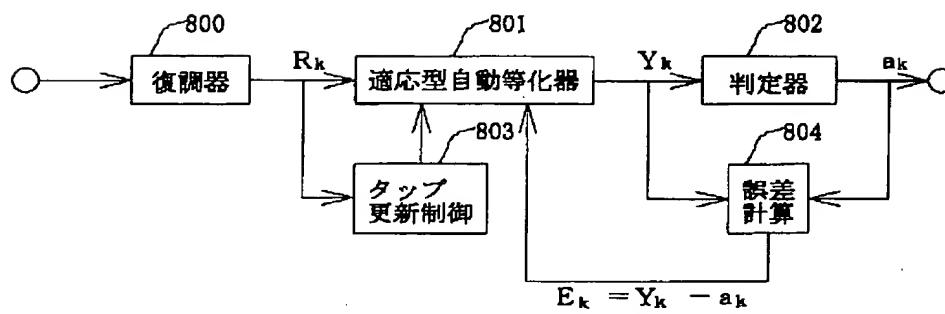 800
801
802
復調器
Rk
適応型自動等化器
Yk
判定器
ak
803
804
タップ
更新制御
誤差
計算
Ek = Yk - ak